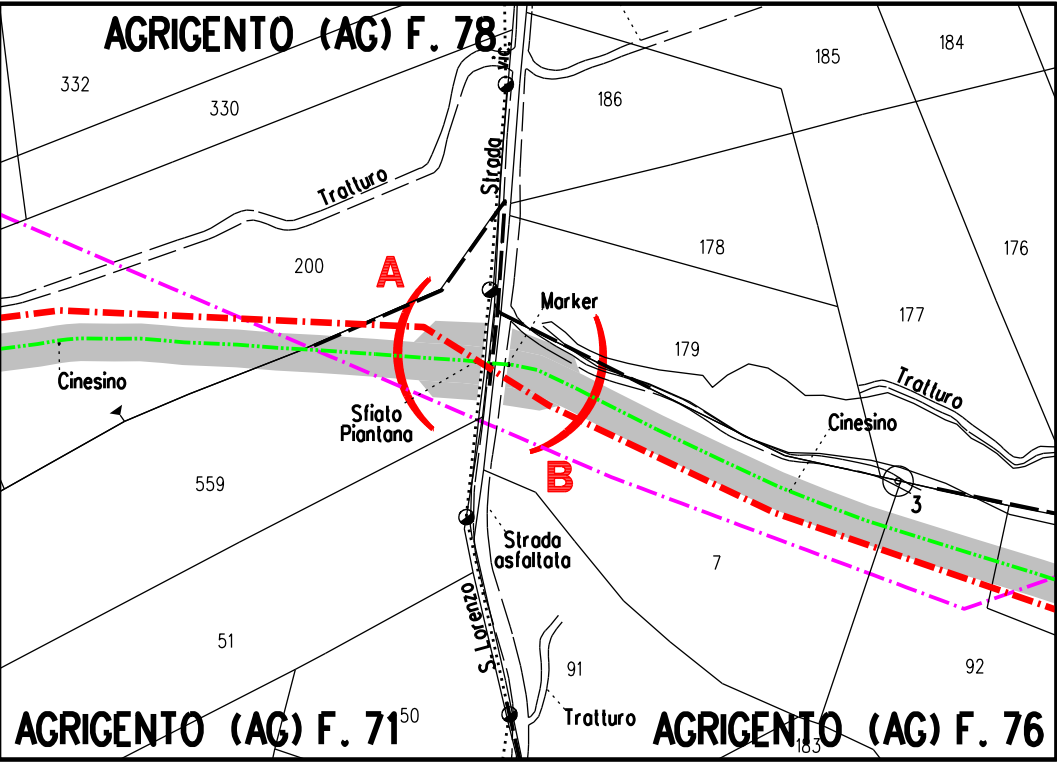 AGRIGENTO (AG) F. 78
332
330
Tratturo
Strada
vic.
186
185
184
178
176
177
200
A
Marker
179
Tratturo
Cinesino
Sfiato
Piantana
Cinesino
B
559
3
Strada
asfaltata
7
S. Lorenzo
51
91
92
Tratturo
50
183
AGRIGENTO (AG) F. 71
AGRIGENTO (AG) F. 76